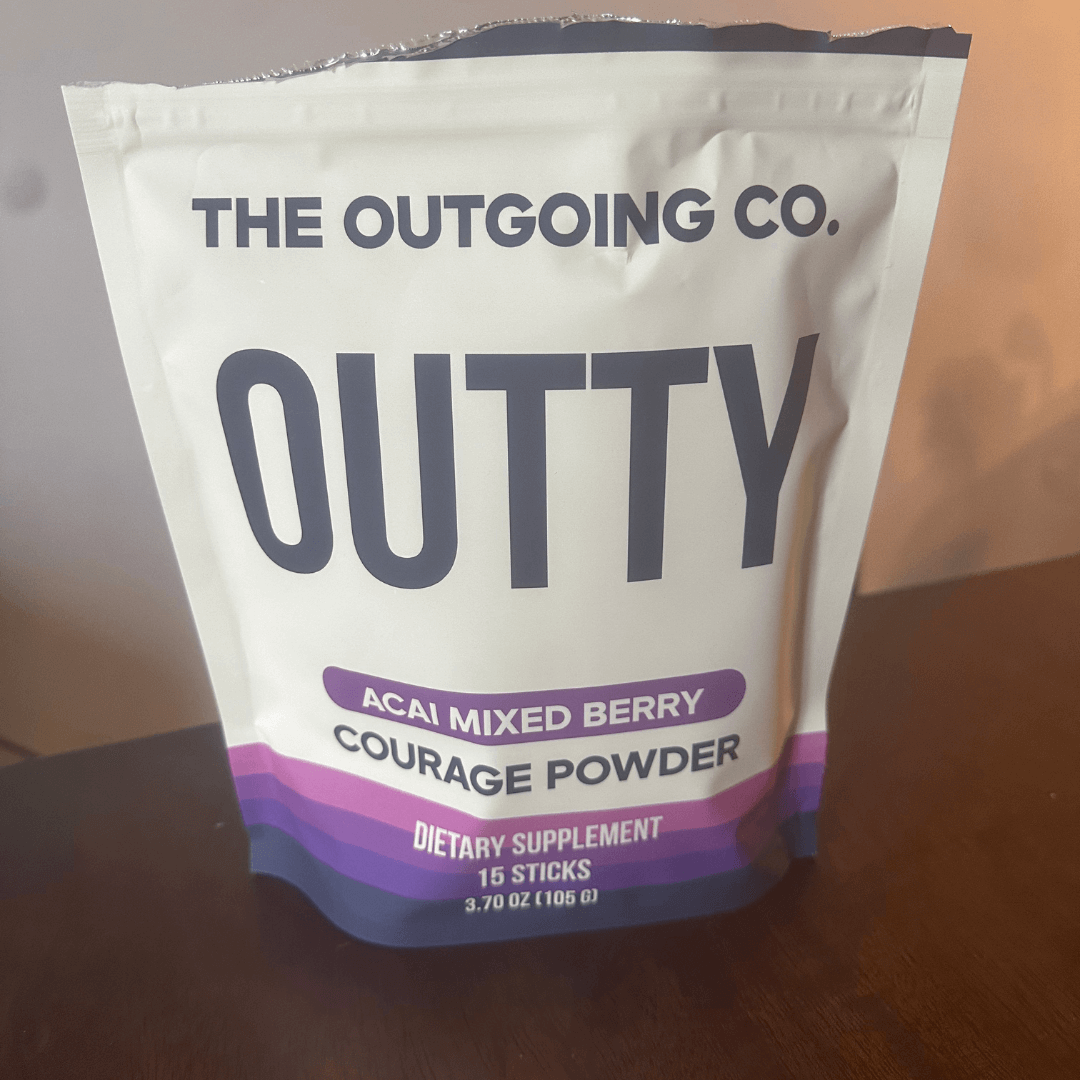 THE OUTGOING CO.
OUTTY
ACAI MIXED BERRY
COURAGE POWDER
DIETARY SUPPLEMENT
15 STICKS
3.70 OZ (105 G)